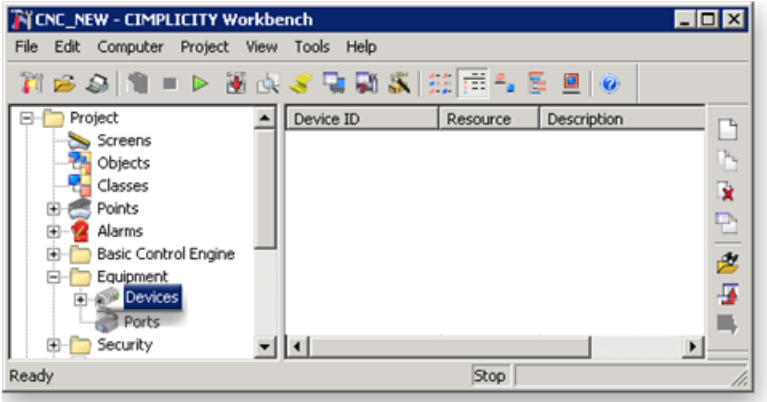 CNC_NEW - CIMPLICITY Workbench
File Edit Computer Project View Tools Help
Project
Screens
Objects
Classes
Points
Alarms
Basic Control Engine
Equipment
Devices
Ports
Security
Device ID Resource Description
Ready Stop